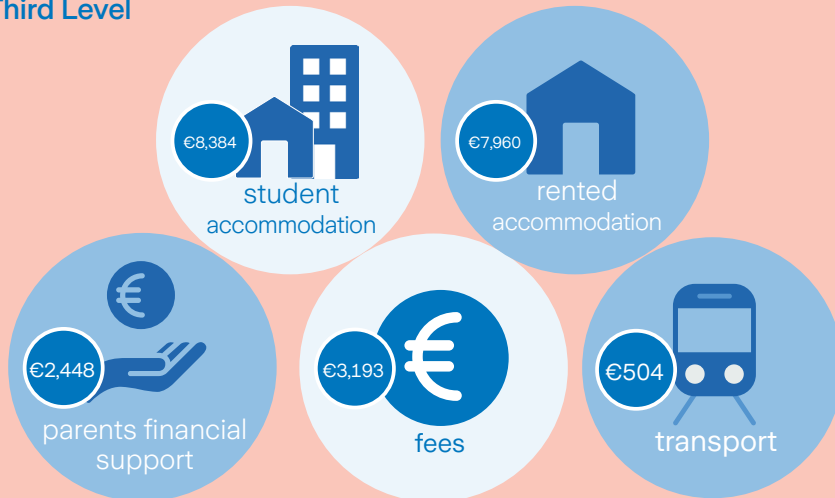 Third Level
€8,384
student
accommodation
€7,960
rented
accommodation
€2,448
parents financial
support
€3,193
fees
€504
transport